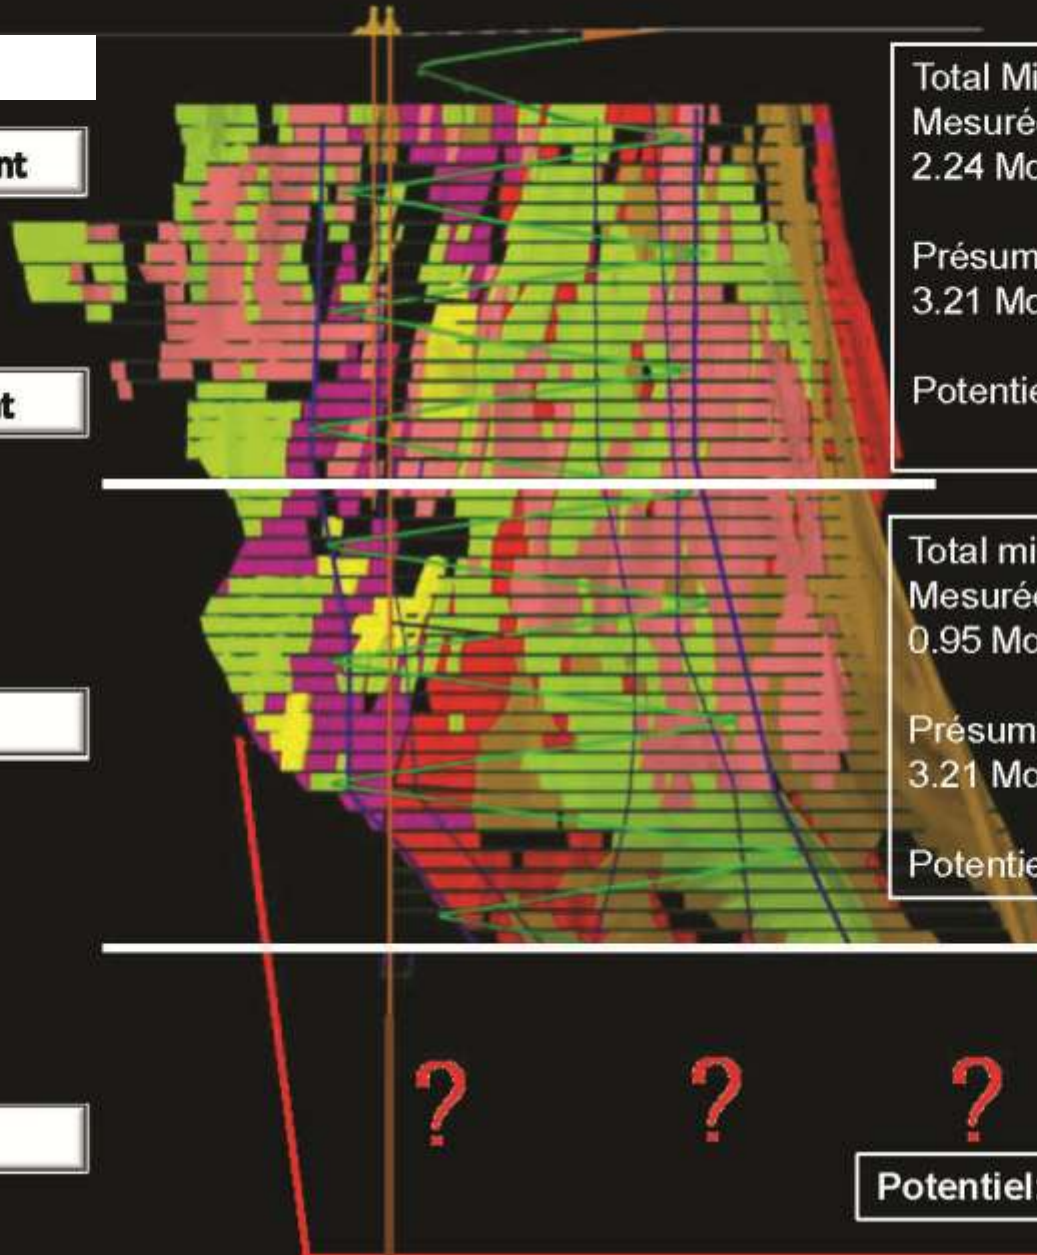 nt
t
Total Mi
Mesuré
2.24 Mo
Présum
3.21 Mo
Potentie
Total mi
Mesuré
0.95 Mo
Présum
3.21 Mo
Potentie
? ? ?
Potentiel: